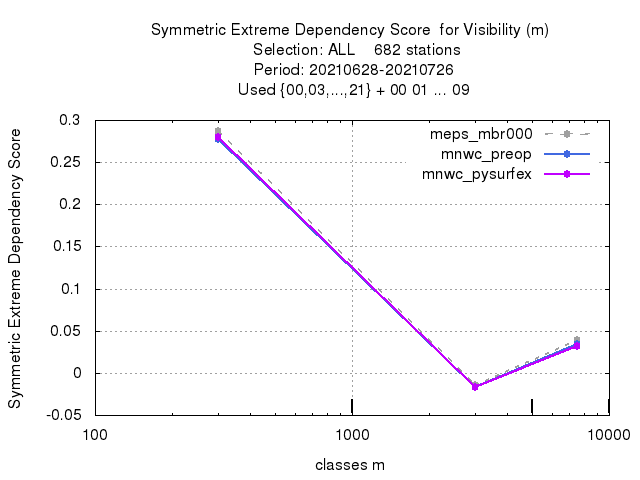 Symmetric Extreme Dependency Score  for Visibility (m)
Selection: ALL    682 stations
Period: 20210628-20210726
Used {00,03,...,21} + 00 01 ... 09
Symmetric Extreme Dependency Score
0.3
0.25
0.2
0.15
0.1
0.05
0
-0.05
meps_mbr000
mnwc_preop
mnwc_pysurfex
100
1000
10000
classes m